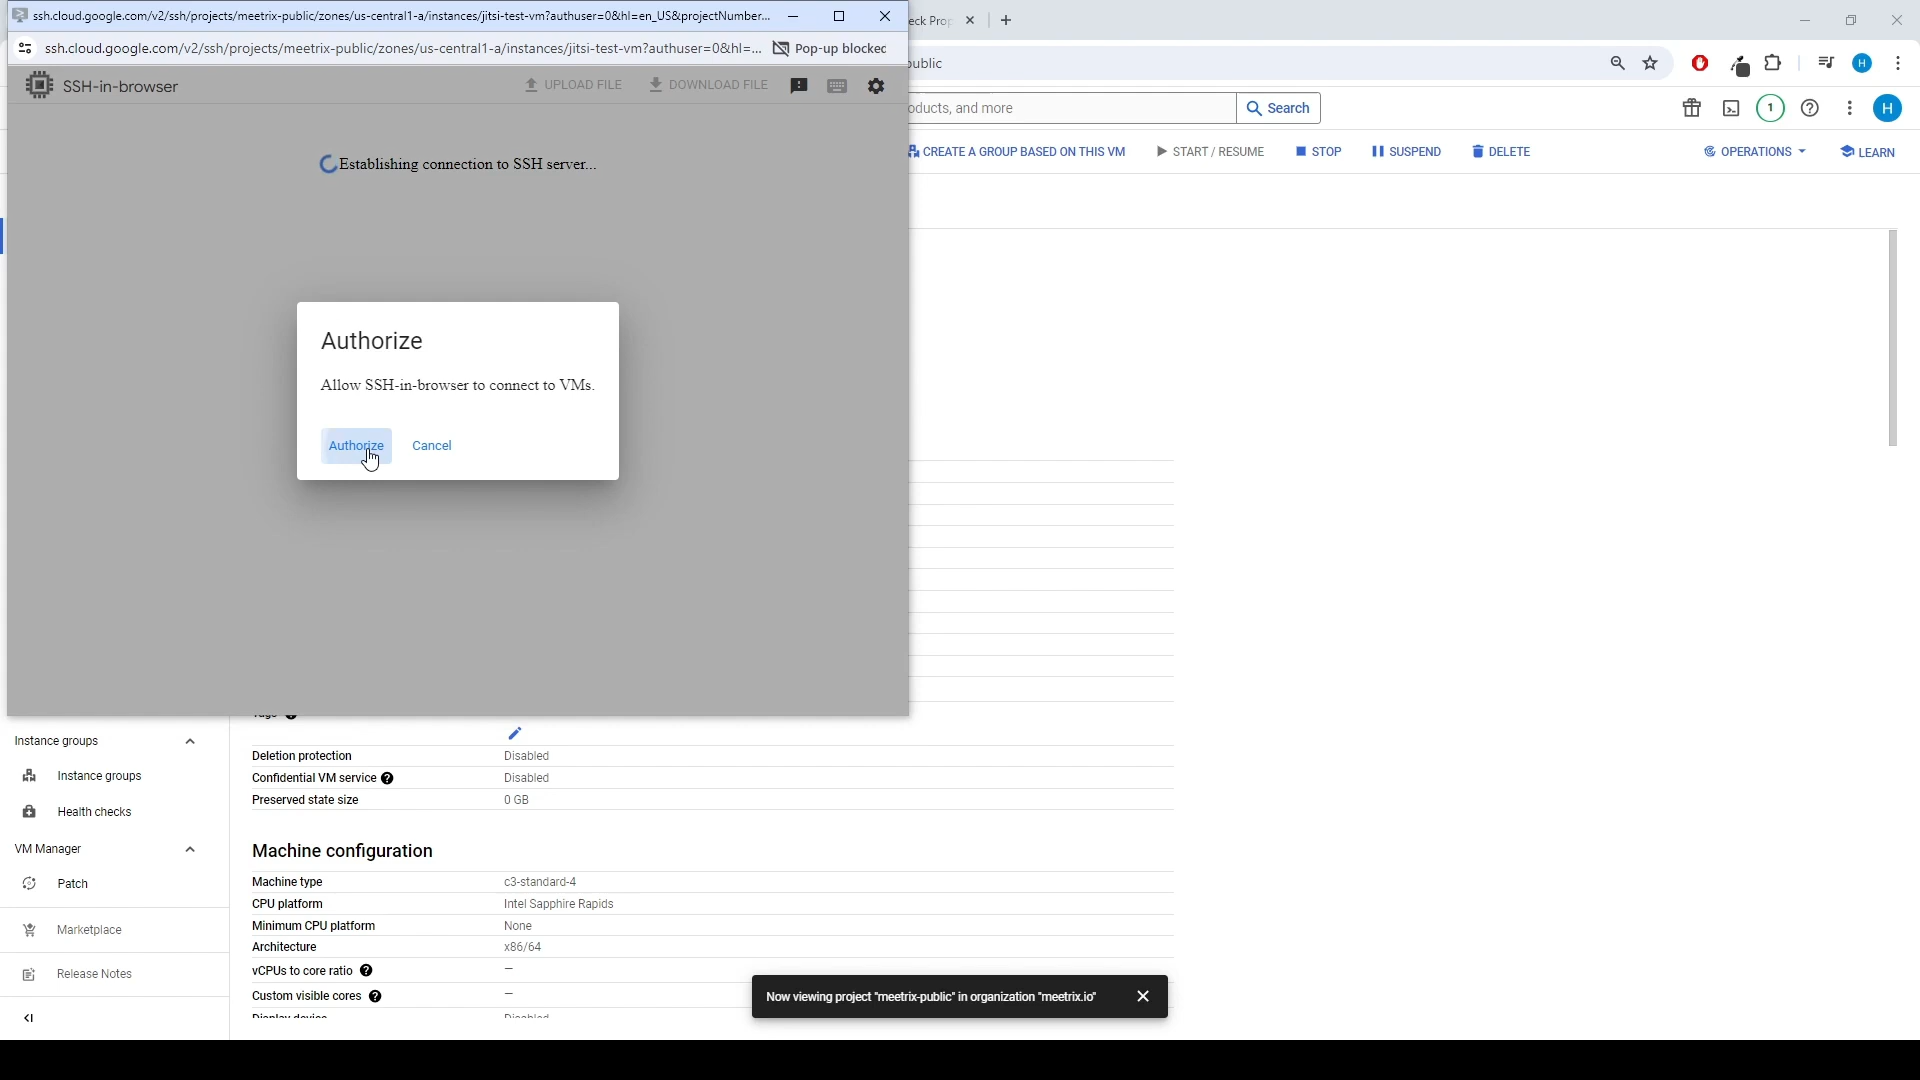 ssh.cloud.google.com/v2/ssh/projects/meetrix-public/zones/us-central1-a/instances/jitsi-test-vm?authuser=0&hl=en_US&projectNumber...
ssh.cloud.google.com/v2/ssh/projects/meetrix-public/zones/us-central1-a/instances/jitsi-test-vm?authuser=0&hl=... Pop-up blocked
SSH-in-browser
UPLOAD FILE
DOWNLOAD FILE
Establishing connection to SSH server...
Authorize
Allow SSH-in-browser to connect to VMs.
Authorize
Cancel
eck Prop
public
H
oducts, and more
Search
1
H
CREATE A GROUP BASED ON THIS VM
START / RESUME
STOP
SUSPEND
DELETE
OPERATIONS
LEARN
Instance groups
Instance groups
Health checks
VM Manager
Patch
Marketplace
Release Notes
Tags
Deletion protection Disabled
Confidential VM service Disabled
Preserved state size 0 GB
Machine configuration
Machine type c3-standard-4
CPU platform Intel Sapphire Rapids
Minimum CPU platform None
Architecture x86/64
vCPUs to core ratio —
Custom visible cores —
Display device Disabled
Now viewing project "meetrix-public" in organization "meetrix.io"